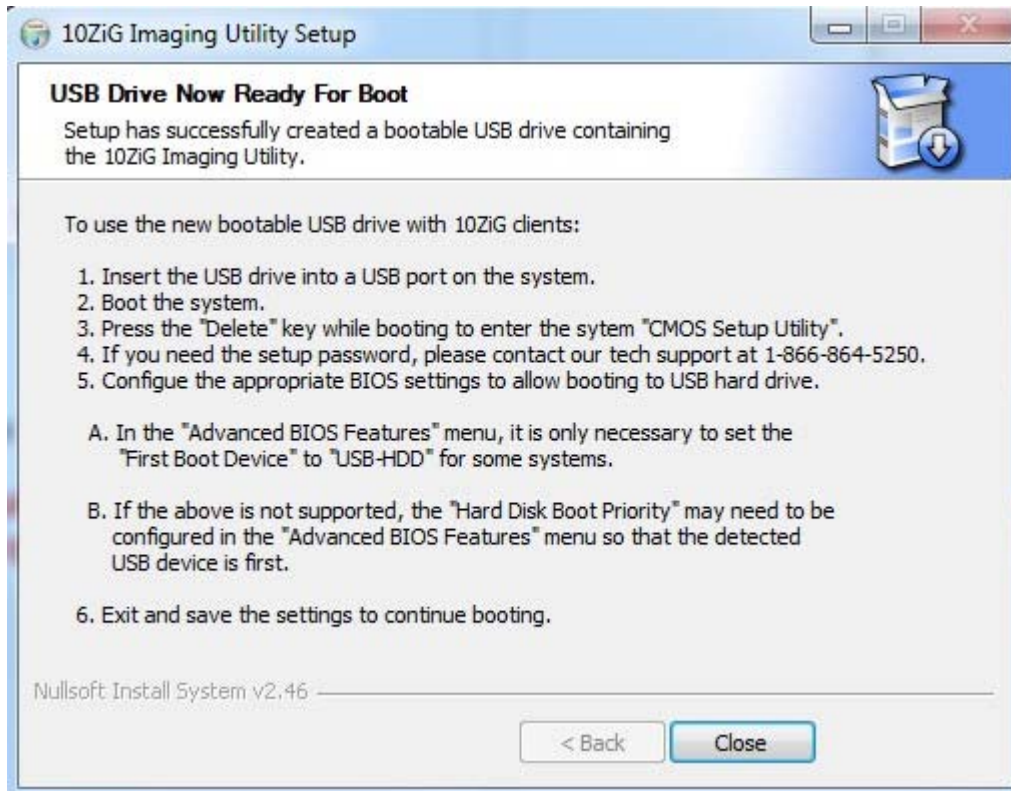 10ZiG Imaging Utility Setup
USB Drive Now Ready For Boot
Setup has successfully created a bootable USB drive containing
the 10ZiG Imaging Utility.
To use the new bootable USB drive with 10ZiG clients:
1. Insert the USB drive into a USB port on the system.
2. Boot the system.
3. Press the "Delete" key while booting to enter the sytem "CMOS Setup Utility".
4. If you need the setup password, please contact our tech support at 1-866-864-5250.
5. Configue the appropriate BIOS settings to allow booting to USB hard drive.
A. In the "Advanced BIOS Features" menu, it is only necessary to set the
"First Boot Device" to "USB-HDD" for some systems.
B. If the above is not supported, the "Hard Disk Boot Priority" may need to be
configured in the "Advanced BIOS Features" menu so that the detected
USB device is first.
6. Exit and save the settings to continue booting.
Nullsoft Install System v2.46
< Back Close